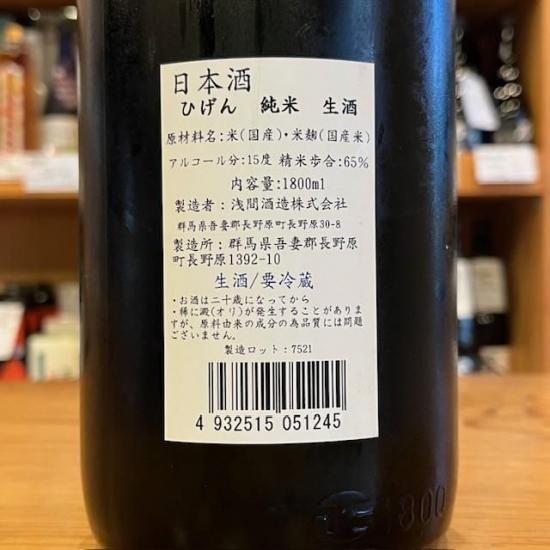 日本酒
ひげん 純米 生酒
原材料名:米(国産)・米麹(国産米)
アルコール分:15度 精米歩合:65%
内容量:1800ml
製造者:浅間酒造株式会社
群馬県吾妻郡長野原町長野原30-8
製造所:群馬県吾妻郡長野原
町長野原1392-10
生酒/要冷蔵
・お酒は二十歳になってから
・稀に澱(オリ)が発生することがありま
すが、原料由来の成分の為品質には問題
ございません。
製造ロット:7521
4 932515 051245
1800